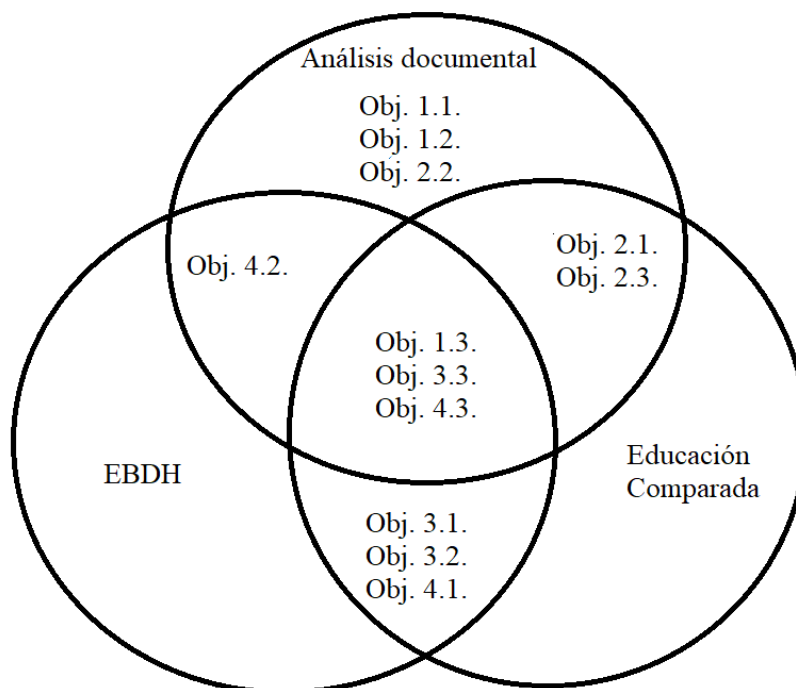 Análisis documental
Obj. 1.1.
Obj. 1.2.
Obj. 2.2.
Obj. 4.2.
Obj. 2.1.
Obj. 2.3.
Obj. 1.3.
Obj. 3.3.
Obj. 4.3.
EBDH
Educación
Comparada
Obj. 3.1.
Obj. 3.2.
Obj. 4.1.